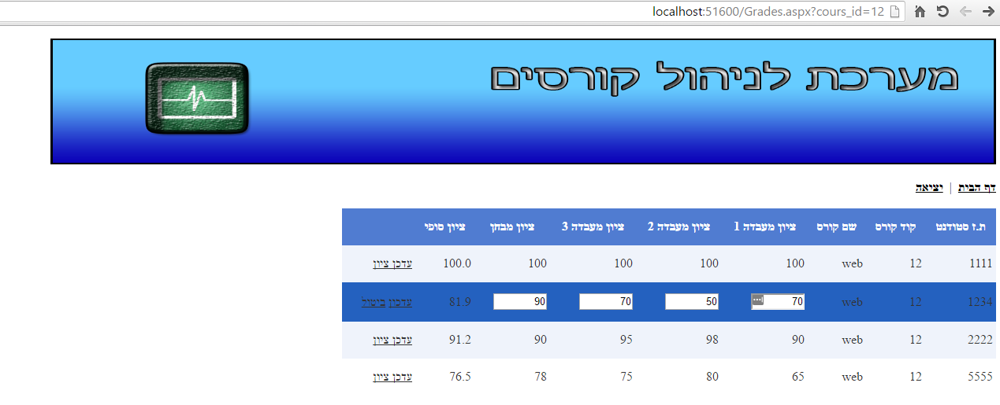 localhost:51600/Grades.aspx?cours_id=12
מערכת לניהול קורסים
דף הבית | יציאה
ת.ז סטודנט קוד קורס שם קורס ציון מעבדה 1 ציון מעבדה 2 ציון מעבדה 3 ציון מבחן ציון סופי
1111 12 web 100 100 100 100 100.0 עדכן ציון
1234 12 web 70 50 70 90 81.9 עדכון ביטול
2222 12 web 90 98 95 90 91.2 עדכן ציון
5555 12 web 65 80 75 78 76.5 עדכן ציון